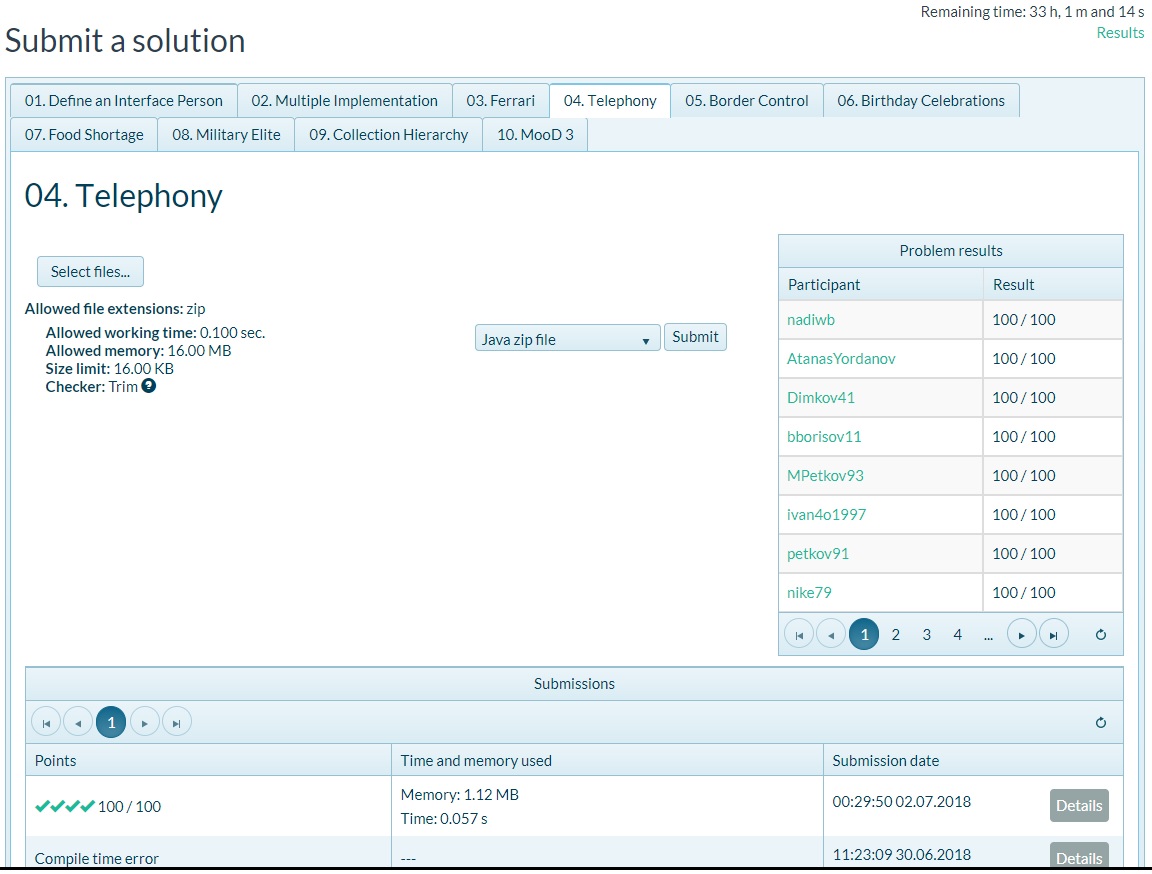 Remaining time: 33 h, 1 m and 14 s
Results
Submit a solution
01. Define an Interface Person 02. Multiple Implementation 03. Ferrari 04. Telephony 05. Border Control 06. Birthday Celebrations
07. Food Shortage 08. Military Elite 09. Collection Hierarchy 10. MooD 3
04. Telephony
Select files...
Allowed file extensions: zip
Allowed working time: 0.100 sec.
Allowed memory: 16.00 MB
Size limit: 16.00 KB
Checker: Trim ?
Java zip file Submit
Problem results
Participant Result
nadiwb 100 / 100
AtanasYordanov 100 / 100
Dimkov41 100 / 100
bborisov11 100 / 100
MPetkov93 100 / 100
ivan4o1997 100 / 100
petkov91 100 / 100
nike79 100 / 100
1 2 3 4 ...
Submissions
1
Points Time and memory used Submission date
100 / 100 Memory: 1.12 MB 00:29:50 02.07.2018 Details
Time: 0.057 s
Compile time error --- 11:23:09 30.06.2018 Details